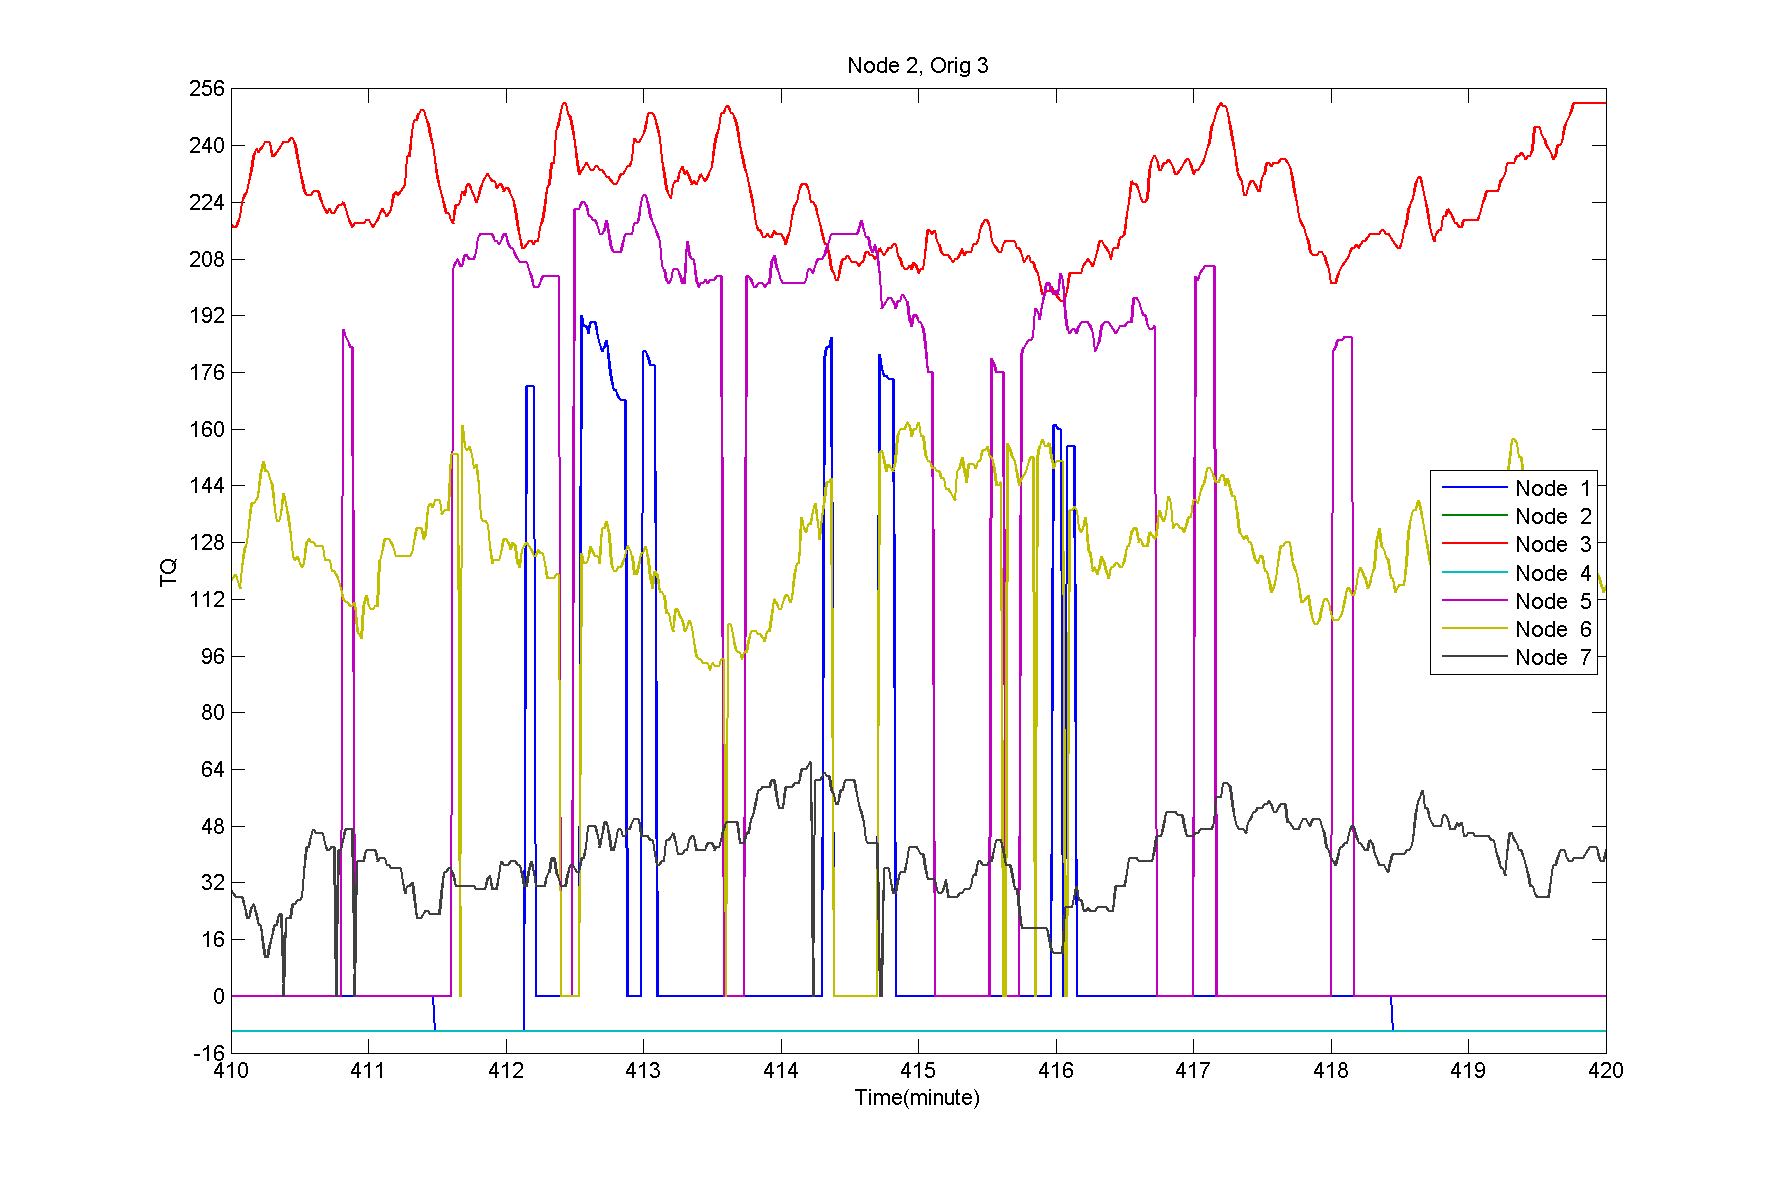 Node 2, Orig 3
256
240
224
208
192
176
160
144
128
112
96
80
64
48
32
16
0
-16
TQ
Node 1
Node 2
Node 3
Node 4
Node 5
Node 6
Node 7
410 411 412 413 414 415 416 417 418 419 420
Time(minute)